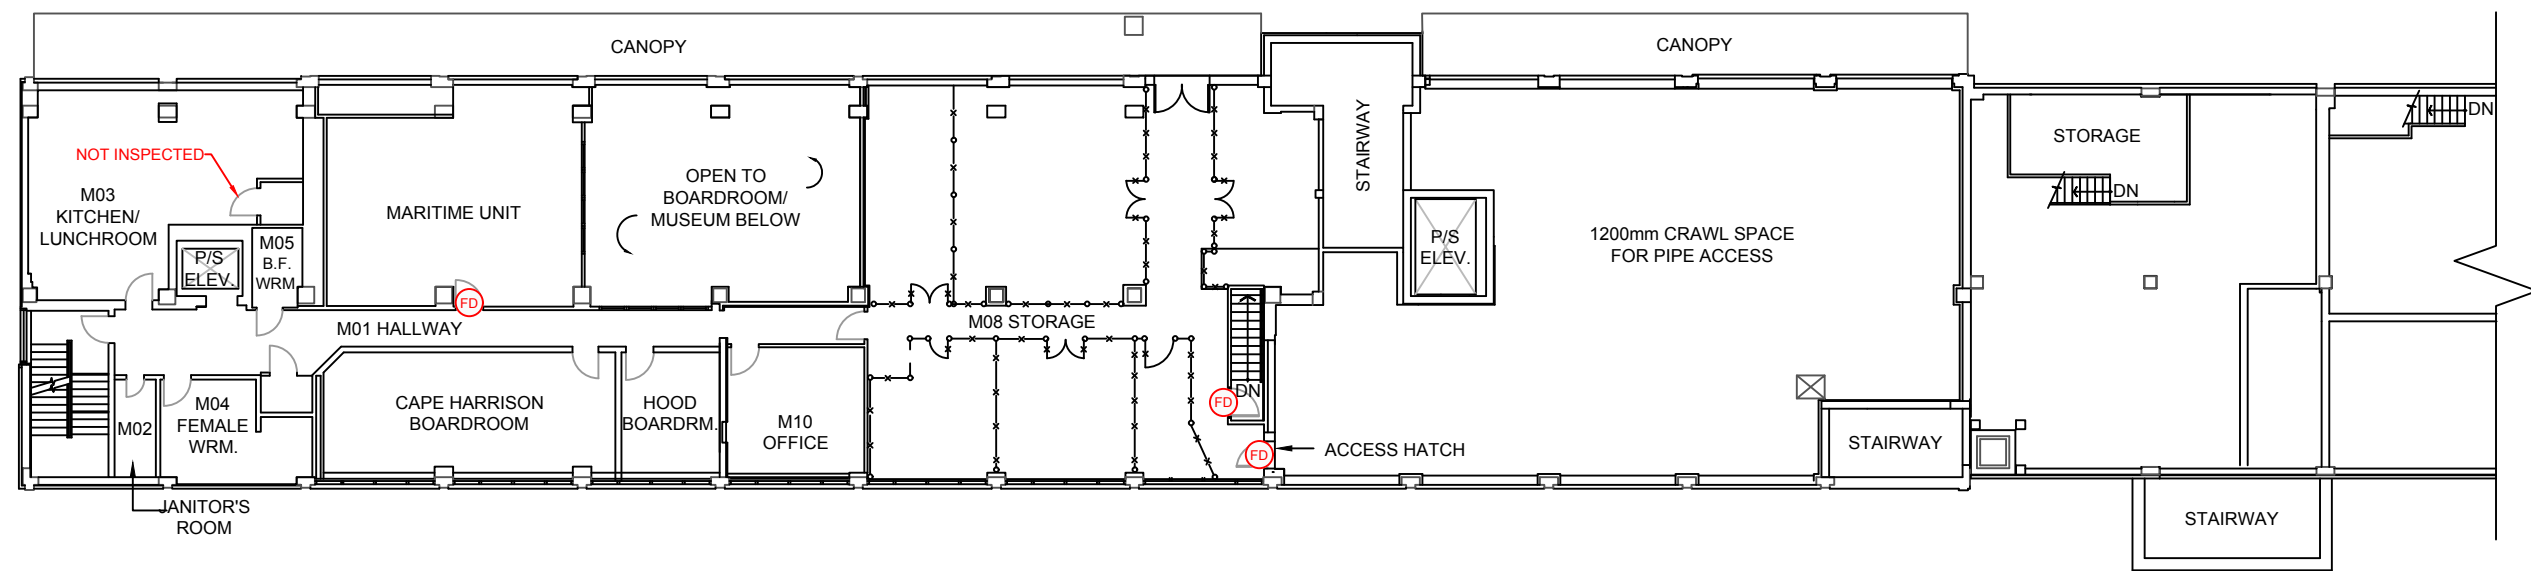 CANOPY
CANOPY
NOT INSPECTED
M03
KITCHEN/
LUNCHROOM
P/S
ELEV.
M05
B.F.
WRM
MARITIME UNIT
OPEN TO
BOARDROOM/
MUSEUM BELOW
STAIRWAY
P/S
ELEV.
1200mm CRAWL SPACE
FOR PIPE ACCESS
STORAGE
DN
DN
FD
M01 HALLWAY
M08 STORAGE
M02
M04
FEMALE
WRM.
CAPE HARRISON
BOARDROOM
HOOD
BOARDRM.
M10
OFFICE
DN
FD
FD
ACCESS HATCH
STAIRWAY
JANITOR'S
ROOM
STAIRWAY